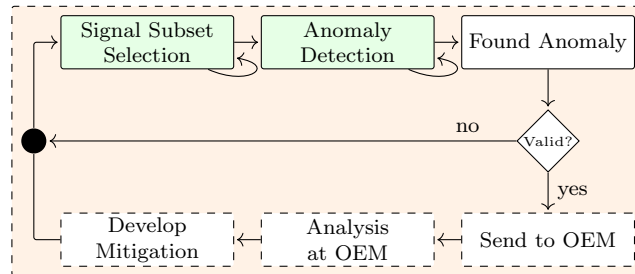 Signal Subset
Selection
Anomaly
Detection
Found Anomaly
no
Valid?
yes
Develop
Mitigation
Analysis
at OEM
Send to OEM